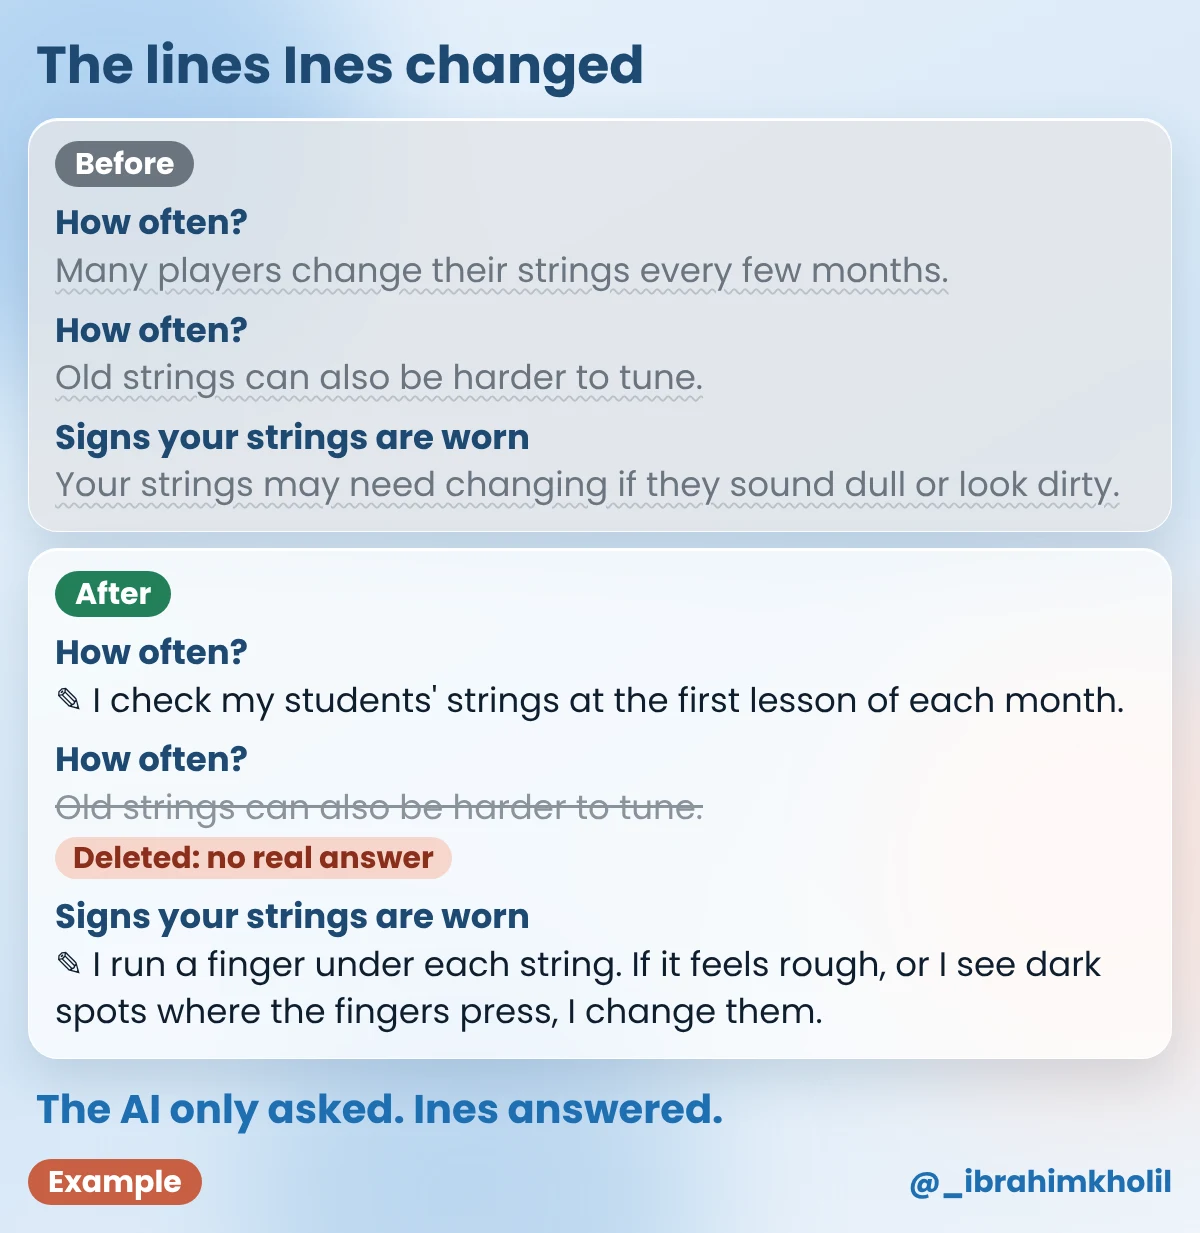 The lines Ines changed
Before
How often?
Many players change their strings every few months.
How often?
Old strings can also be harder to tune.
Signs your strings are worn
Your strings may need changing if they sound dull or look dirty.
After
How often?
✎ I check my students' strings at the first lesson of each month.
How often?
Old strings can also be harder to tune.
Deleted: no real answer
Signs your strings are worn
✎ I run a finger under each string. If it feels rough, or I see dark
spots where the fingers press, I change them.
The AI only asked. Ines answered.
Example
@_ibrahimkholil